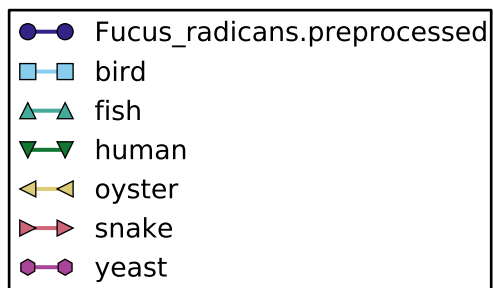 Fucus_radicans.preprocessed
bird
fish
human
oyster
snake
yeast